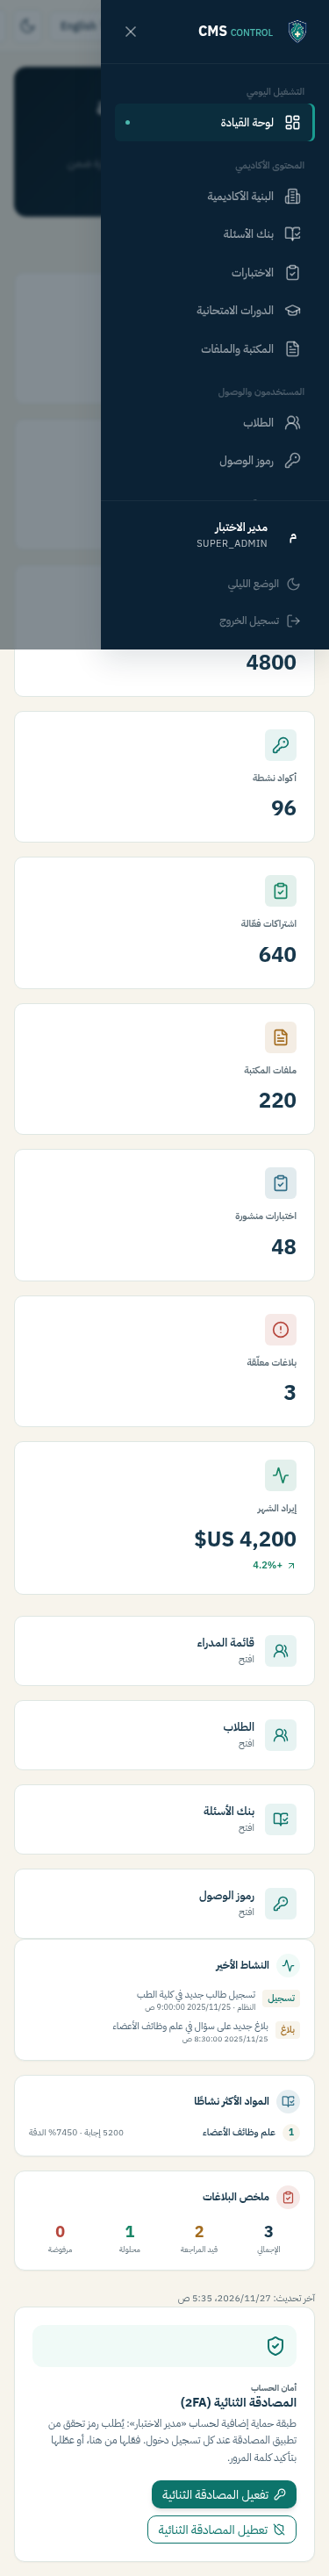 CMS CONTROL
English
التشغيل اليومي
لوحة القيادة
المحتوى الأكاديمي
البنية الأكاديمية
بنك الأسئلة
الاختبارات
الدورات الامتحانية
المكتبة والملفات
المستخدمون والوصول
الطلاب
رموز الوصول
م
مدير الاختبار
SUPER_ADMIN
الوضع الليلي
تسجيل الخروج
4800
أكواد نشطة
96
اشتراكات فعّالة
640
ملفات المكتبة
220
اختبارات منشورة
48
بلاغات معلّقة
3
إيراد الشهر
$US 4,200
+4.2%
قائمة المدراء
افتح
الطلاب
افتح
بنك الأسئلة
افتح
رموز الوصول
افتح
النشاط الأخير
تسجيل
تسجيل طالب جديد في كلية الطب
النظام · 2025/11/25 9:00:00 ص
بلاغ
بلاغ جديد على سؤال في علم وظائف الأعضاء
2025/11/25 8:30:00 ص
المواد الأكثر نشاطًا
1 علم وظائف الأعضاء 5200 إجابة · 7450% الدقة
ملخص البلاغات
3 2 1 0
الإجمالي قيد المراجعة محلولة مرفوضة
آخر تحديث: 2026/11/27، 5:35 ص
أمان الحساب
المصادقة الثنائية (2FA)
طبقة حماية إضافية لحساب «مدير الاختبار»: يُطلب رمز تحقق من
تطبيق المصادقة عند كل تسجيل دخول. فعّلها من هنا، أو عطّلها
بتأكيد كلمة المرور.
تفعيل المصادقة الثنائية
تعطيل المصادقة الثنائية